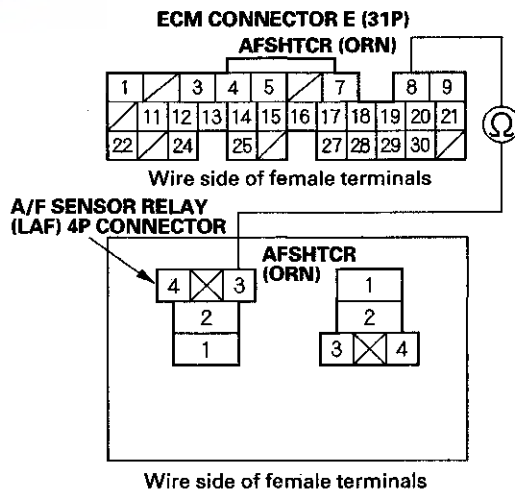 ECM CONNECTOR E (31P)
AFSHTCR (ORN)
1 3 4 5 7 8 9
11 12 13 14 15 16 17 18 19 20 21
22 24 25 27 28 29 30
Ω
Wire side of female terminals
A/F SENSOR RELAY
(LAF) 4P CONNECTOR
AFSHTCR
(ORN)
4 3
2
1
1
2
3 4
Wire side of female terminals